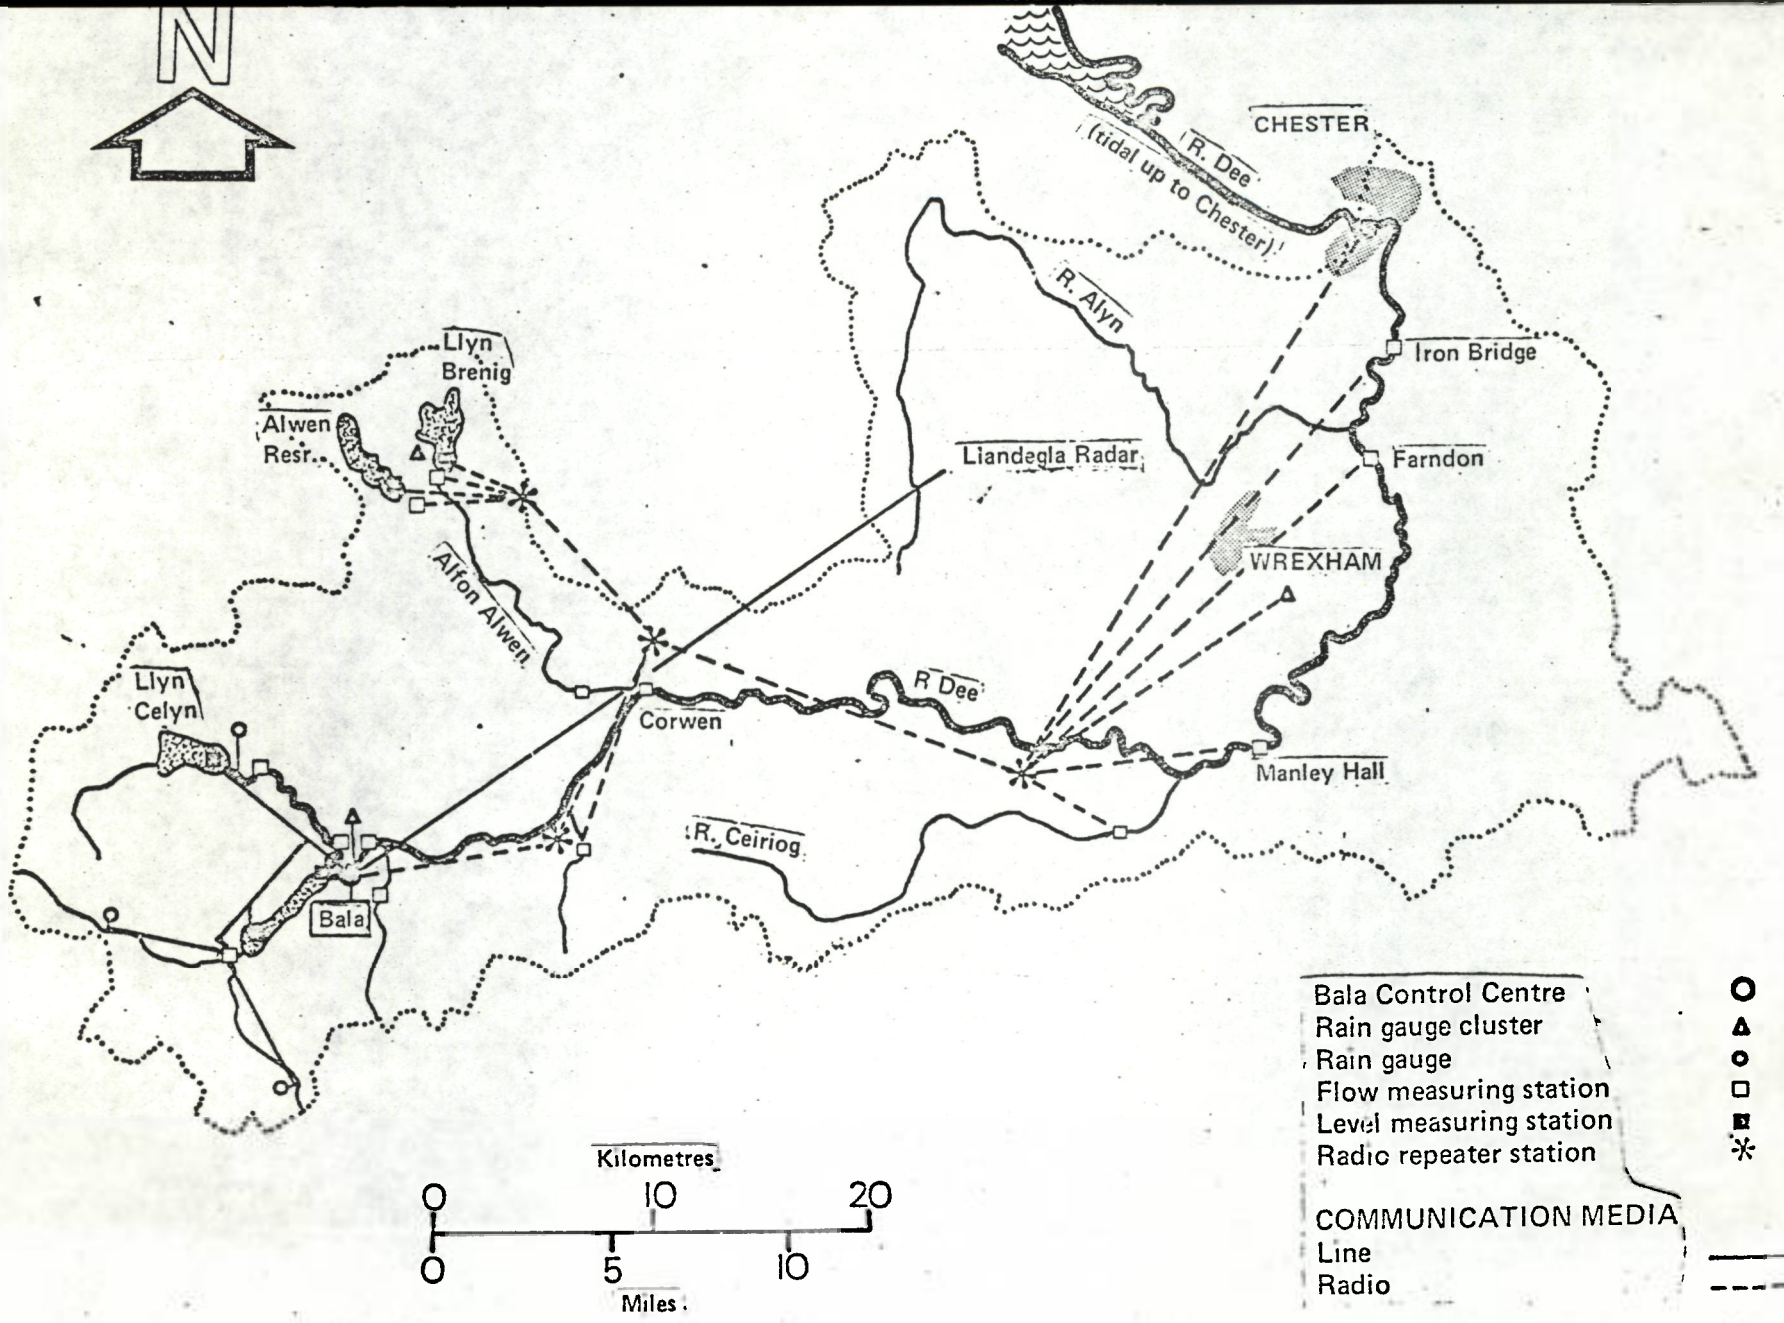 N
CHESTER
R. Dee
(tidal up to Chester)
R. Alyn
Llyn
Brenig
Iron Bridge
Alwen
Resr.
Liandegla Radar
Farndon
WREXHAM
Alfon Alwen
Llyn
Celyn
R Dee
Corwen
Manley Hall
R. Ceiriog
Bala
Bala Control Centre
Rain gauge cluster
Rain gauge
Flow measuring station
Level measuring station
Radio repeater station
Kilometres
0 10 20
0 5 10
Miles.
COMMUNICATION MEDIA
Line
Radio